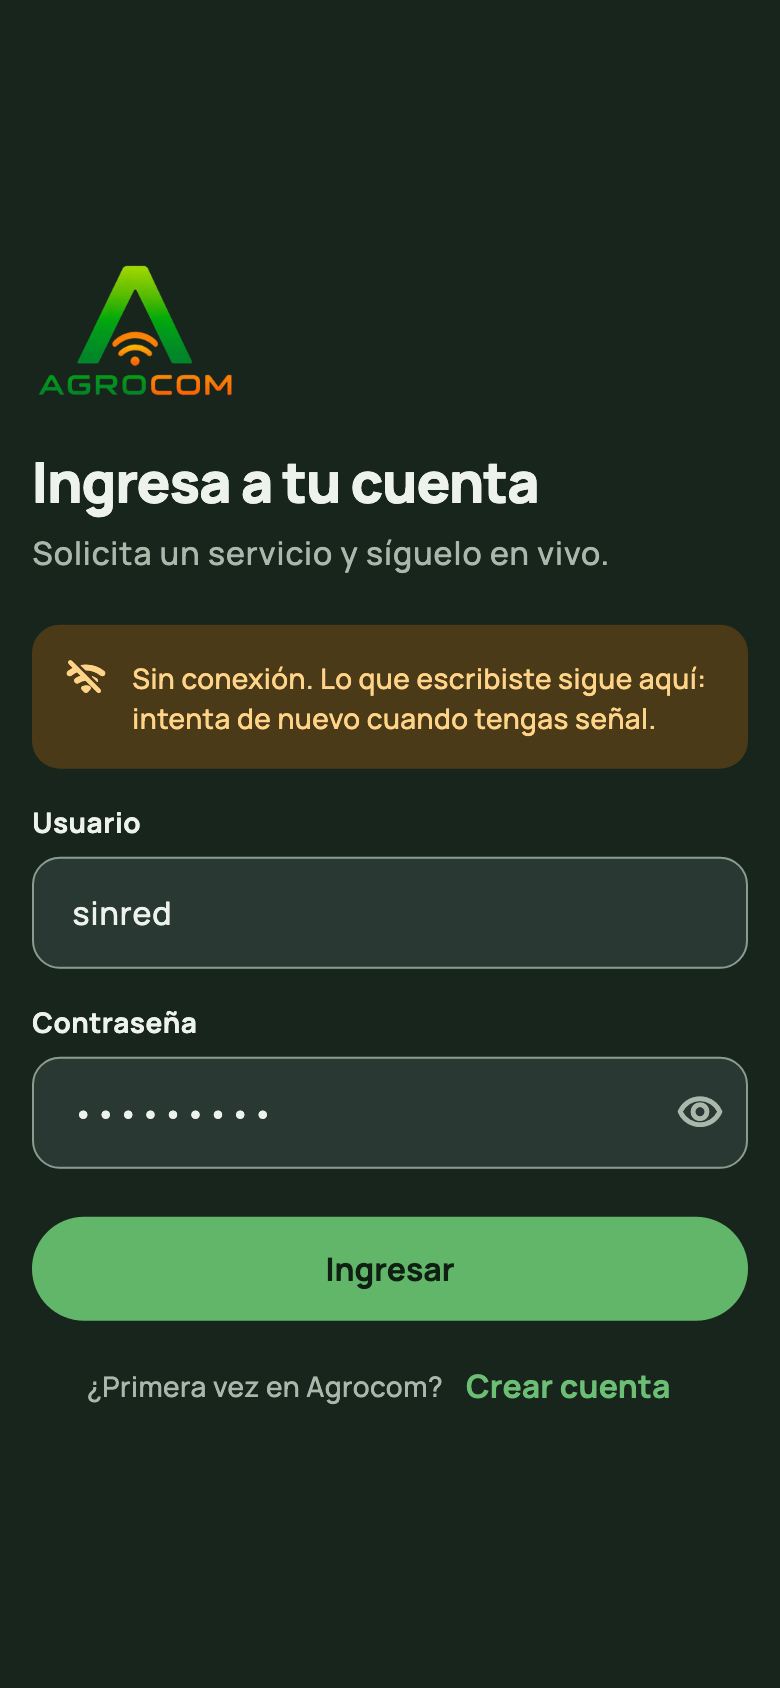 AGROCOM
Ingresa a tu cuenta
Solicita un servicio y síguelo en vivo.
Sin conexión. Lo que escribiste sigue aquí:
intenta de nuevo cuando tengas señal.
Usuario
sinred
Contraseña
•••••••••
Ingresar
¿Primera vez en Agrocom? Crear cuenta